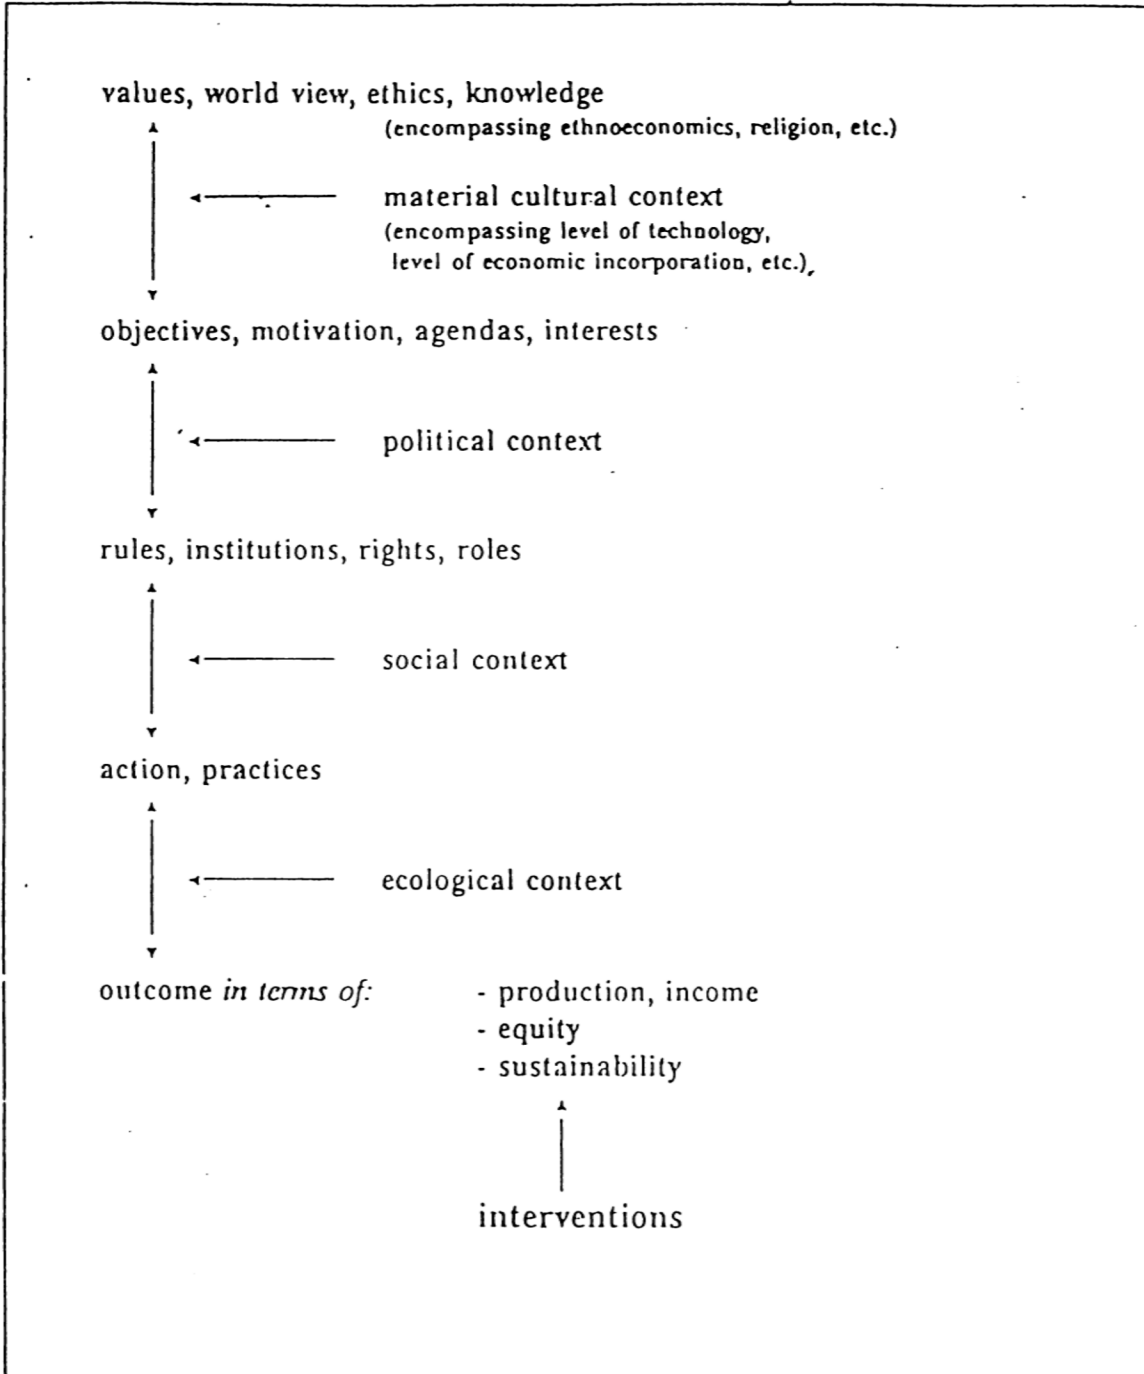 values, world view, ethics, knowledge
(encompassing ethnoeconomics, religion, etc.)
material cultural context
(encompassing level of technology,
level of economic incorporation, etc.),
objectives, motivation, agendas, interests
political context
rules, institutions, rights, roles
social context
action, practices
ecological context
outcome in terms of: - production, income
- equity
- sustainability
interventions